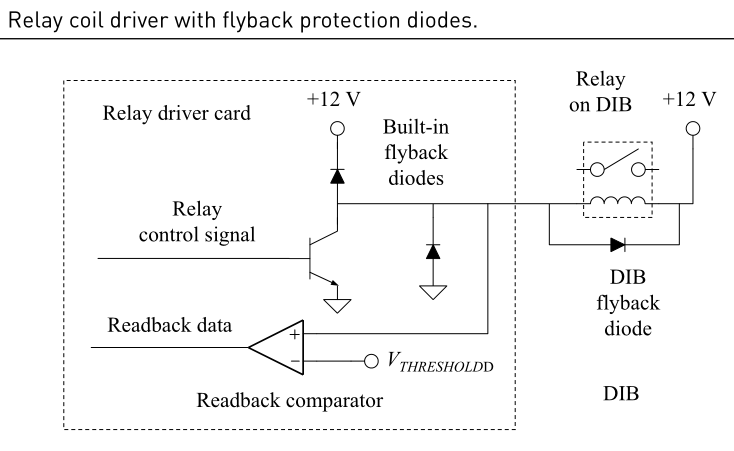 Relay coil driver with flyback protection diodes.
Relay
on DIB
+12 V
+12 V
Relay driver card
Built-in
flyback
diodes
Relay
control signal
DIB
flyback
diode
Readback data
+
−
VTHRESHOLDD
DIB
Readback comparator